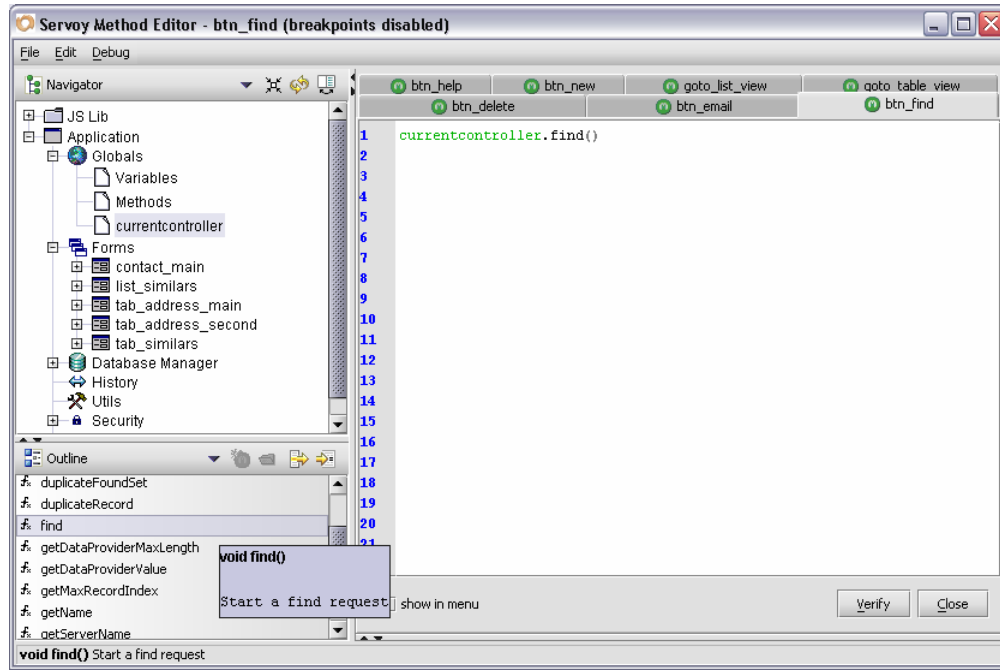 Servoy Method Editor - btn_find (breakpoints disabled)
File Edit Debug
Navigator
JS Lib
Application
Globals
Variables
Methods
currentcontroller
Forms
contact_main
list_similars
tab_address_main
tab_address_second
tab_similars
Database Manager
History
Utils
Security
Outline
duplicateFoundSet
duplicateRecord
find
getDataProviderMaxLength
getDataProviderValue
getMaxRecordIndex
getName
getServerName
void find()
Start a find request
void find() Start a find request
btn_help btn_new goto_list_view goto_table_view
btn_delete btn_email btn_find
1 currentcontroller.find()
2
3
4
5
6
7
8
9
10
11
12
13
14
15
16
17
18
19
20
21
show in menu
Verify Close